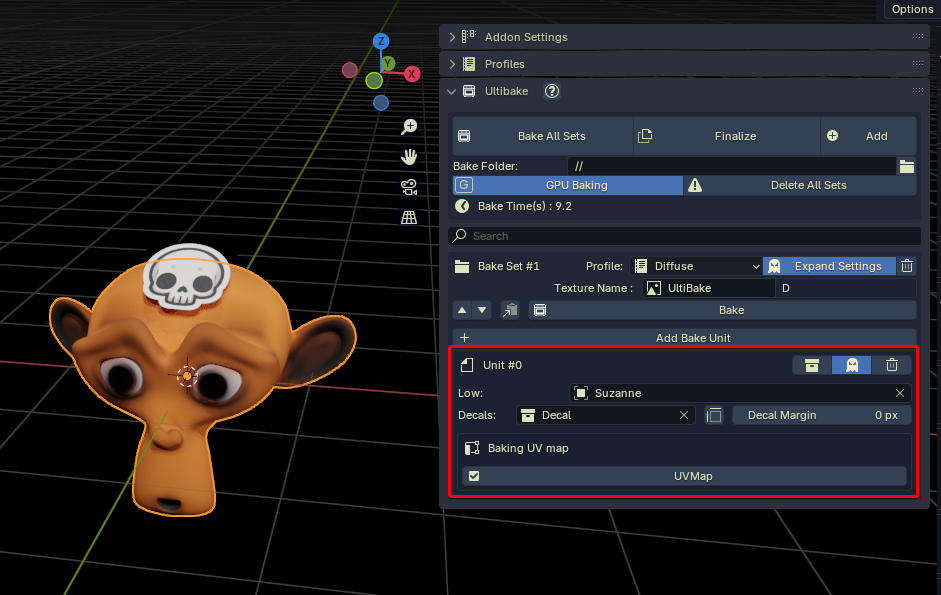 Options
Addon Settings
Profiles
Ultibake ?
Z
Y
X
Bake All Sets Finalize Add
Bake Folder: //
G GPU Baking Delete All Sets
Bake Time(s) : 9.2
Search
Bake Set #1 Profile: Diffuse Expand Settings
Texture Name : UltiBake D
Bake
Add Bake Unit
Unit #0
Low: Suzanne
Decals: Decal Decal Margin 0 px
Baking UV map
UVMap